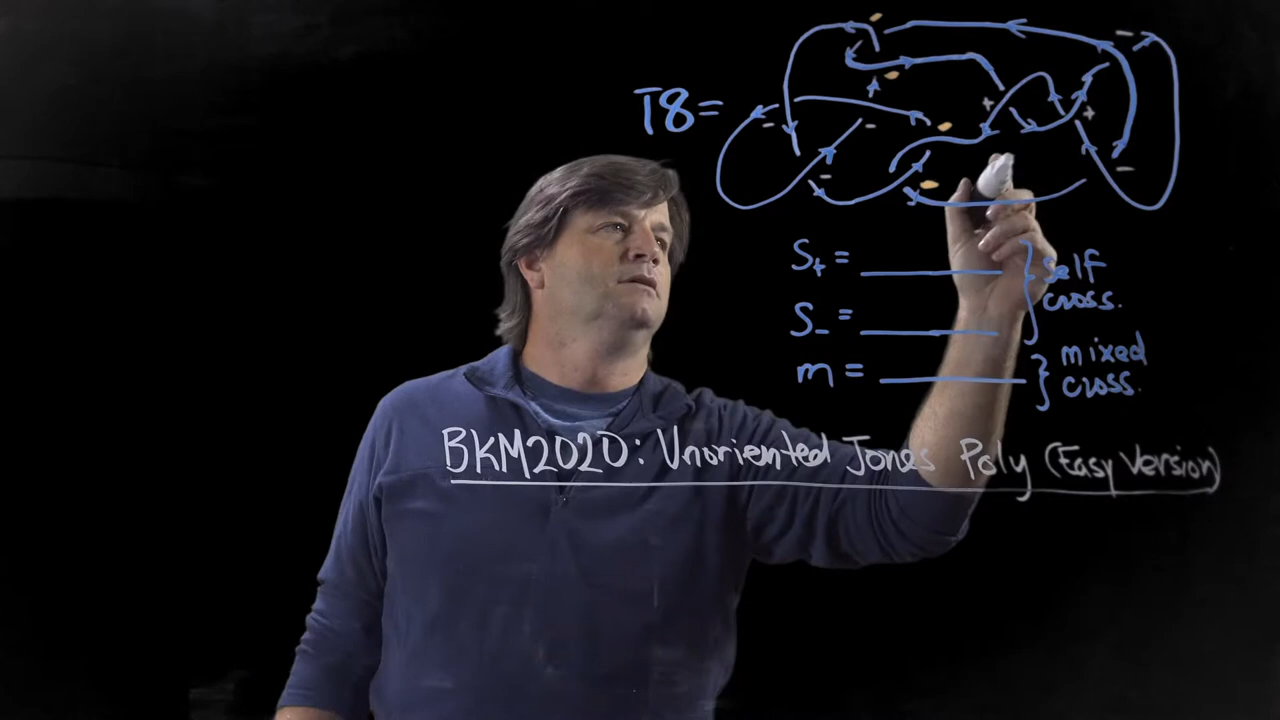 T8 =
S+ =
S- =
self
cross.
m =
mixed
cross.
BKM2020: Unoriented Jones Poly (Easy Version)